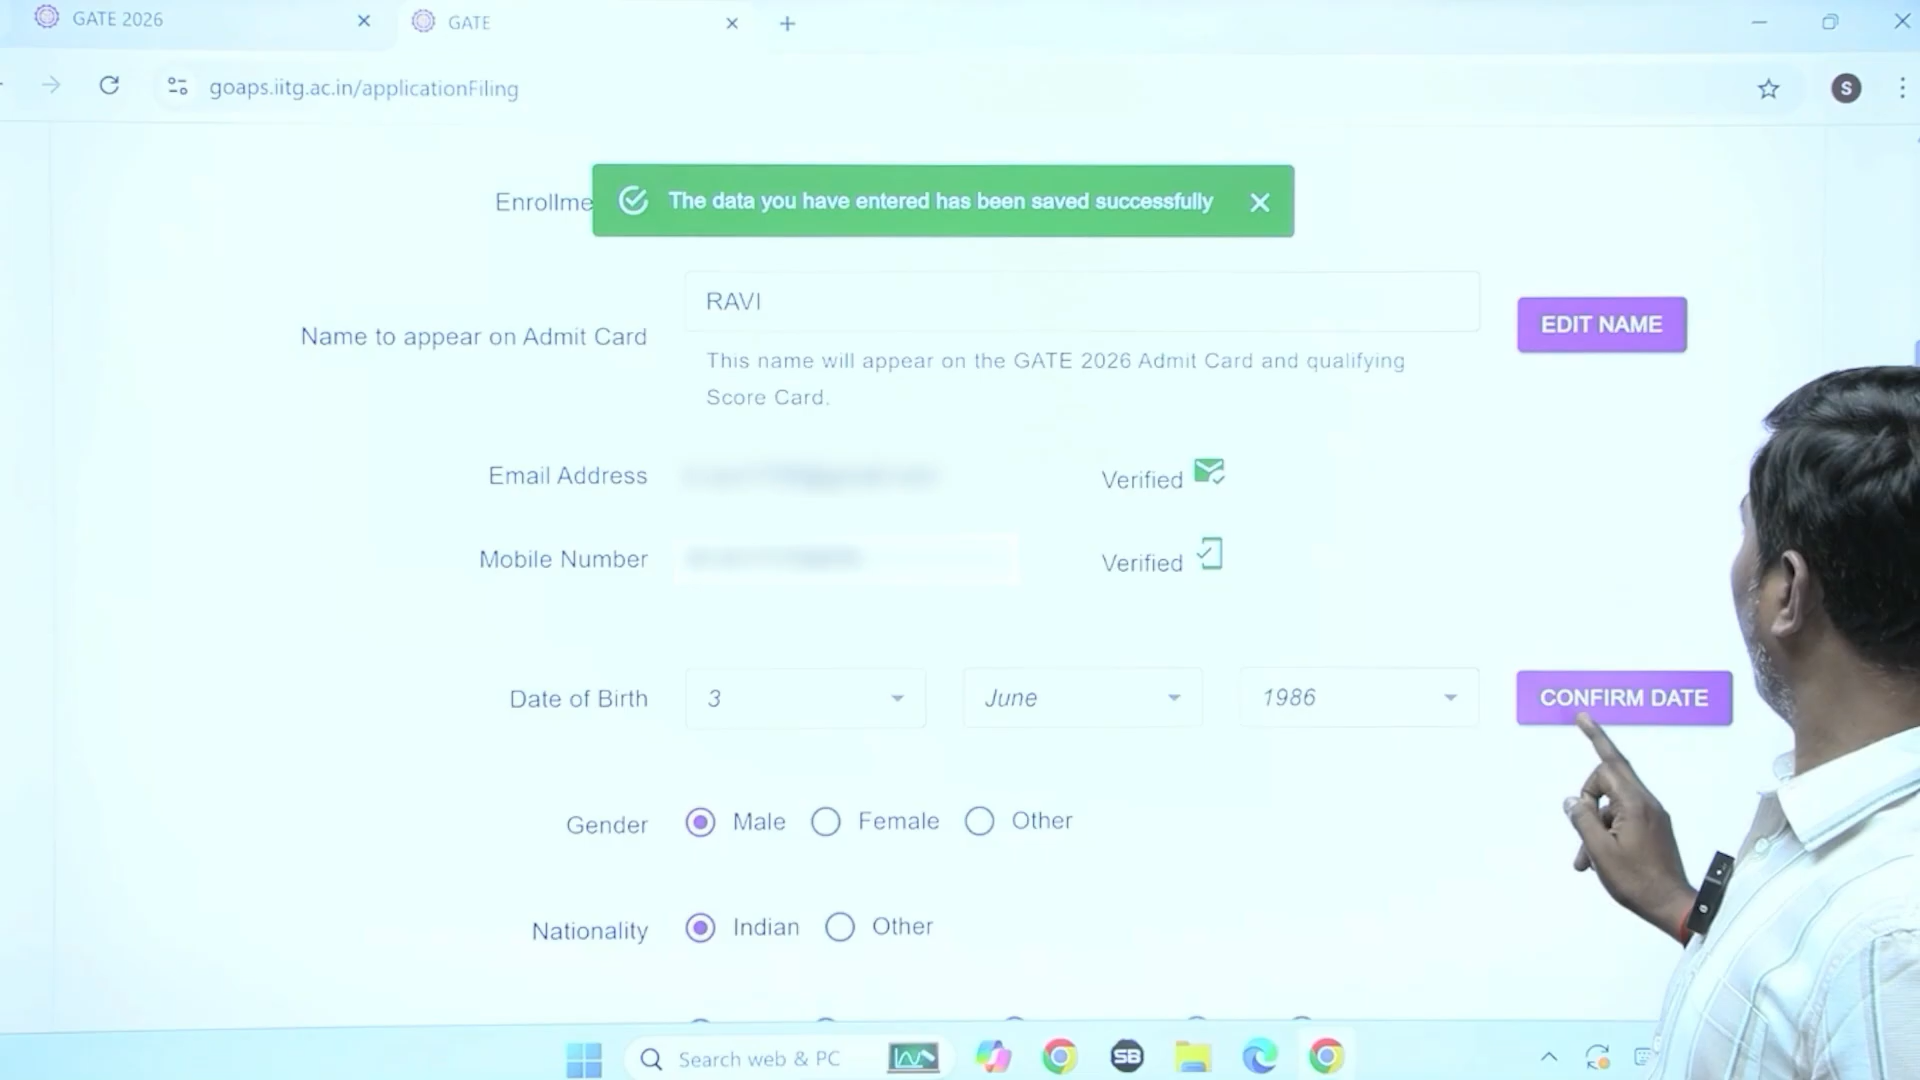 GATE 2026
GATE
goaps.iitg.ac.in/applicationFiling
S
Enrollme
The data you have entered has been saved successfully
RAVI
Name to appear on Admit Card
EDIT NAME
This name will appear on the GATE 2026 Admit Card and qualifying
Score Card.
Email Address
Verified
Mobile Number
Verified
Date of Birth
3
June
1986
CONFIRM DATE
Gender
Male
Female
Other
Nationality
Indian
Other
Search web & PC
SB